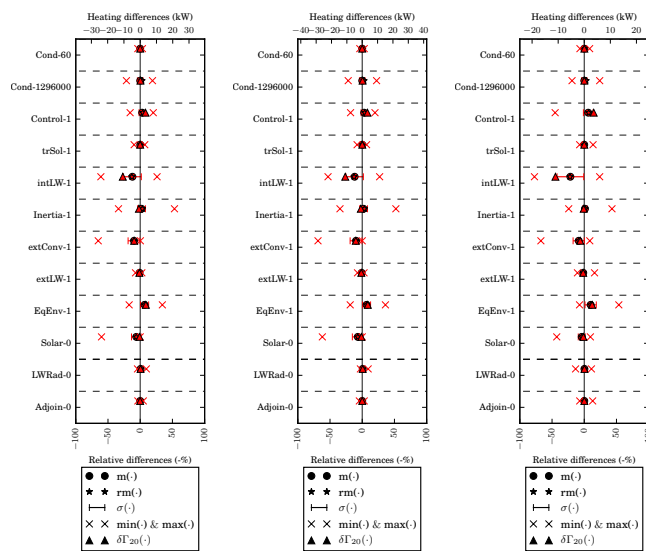 Heating differences (kW)
−30 −20 −10 0 10 20 30
Cond-60
Cond-1296000
Control-1
trSol-1
intLW-1
Inertia-1
extConv-1
extLW-1
EqEnv-1
Solar-0
LWRad-0
Adjoin-0
−100 −50 0 50 100
Relative differences (-%)
m(·)
rm(·)
σ(·)
min(·) & max(·)
δΓ₂₀(·)
Heating differences (kW)
−40 −30 −20 −10 0 10 20 30 40
Cond-60
Cond-1296000
Control-1
trSol-1
intLW-1
Inertia-1
extConv-1
extLW-1
EqEnv-1
Solar-0
LWRad-0
Adjoin-0
−100 −50 0 50 100
Relative differences (-%)
m(·)
rm(·)
σ(·)
min(·) & max(·)
δΓ₂₀(·)
Heating differences (kW)
−20 −10 0 10 20
Cond-60
Cond-1296000
Control-1
trSol-1
intLW-1
Inertia-1
extConv-1
extLW-1
EqEnv-1
Solar-0
LWRad-0
Adjoin-0
−100 −50 0 50 100
Relative differences (-%)
m(·)
rm(·)
σ(·)
min(·) & max(·)
δΓ₂₀(·)